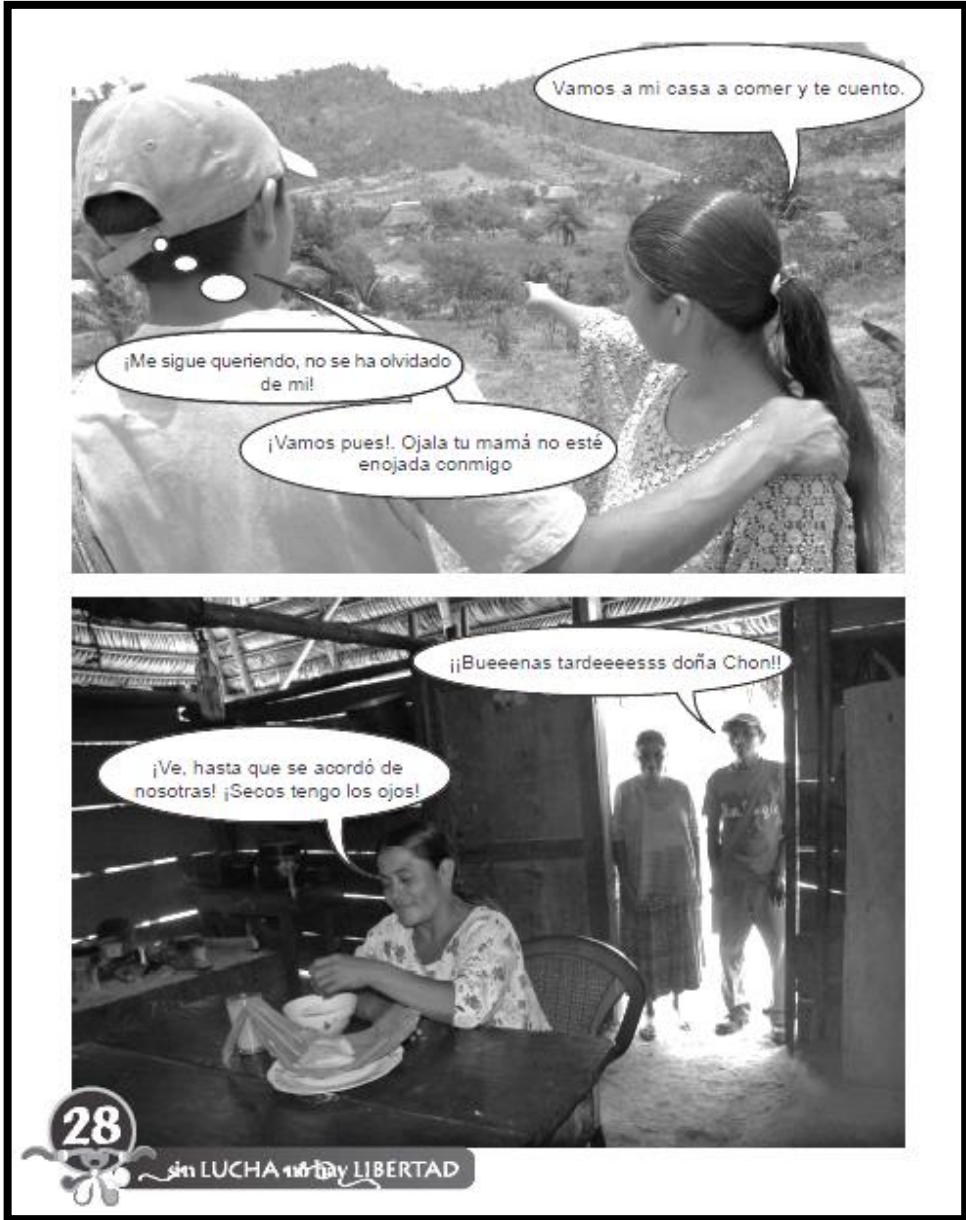 Vamos a mi casa a comer y te cuento.
¡Me sigue queriendo, no se ha olvidado
de mi!
¡Vamos pues!. Ojala tu mamá no esté
enojada conmigo
¡¡Bueeenas tardeeeesss doña Chon!!
¡Ve, hasta que se acordó de
nosotras! ¡Secos tengo los ojos!
28
sin LUCHA no hay LIBERTAD